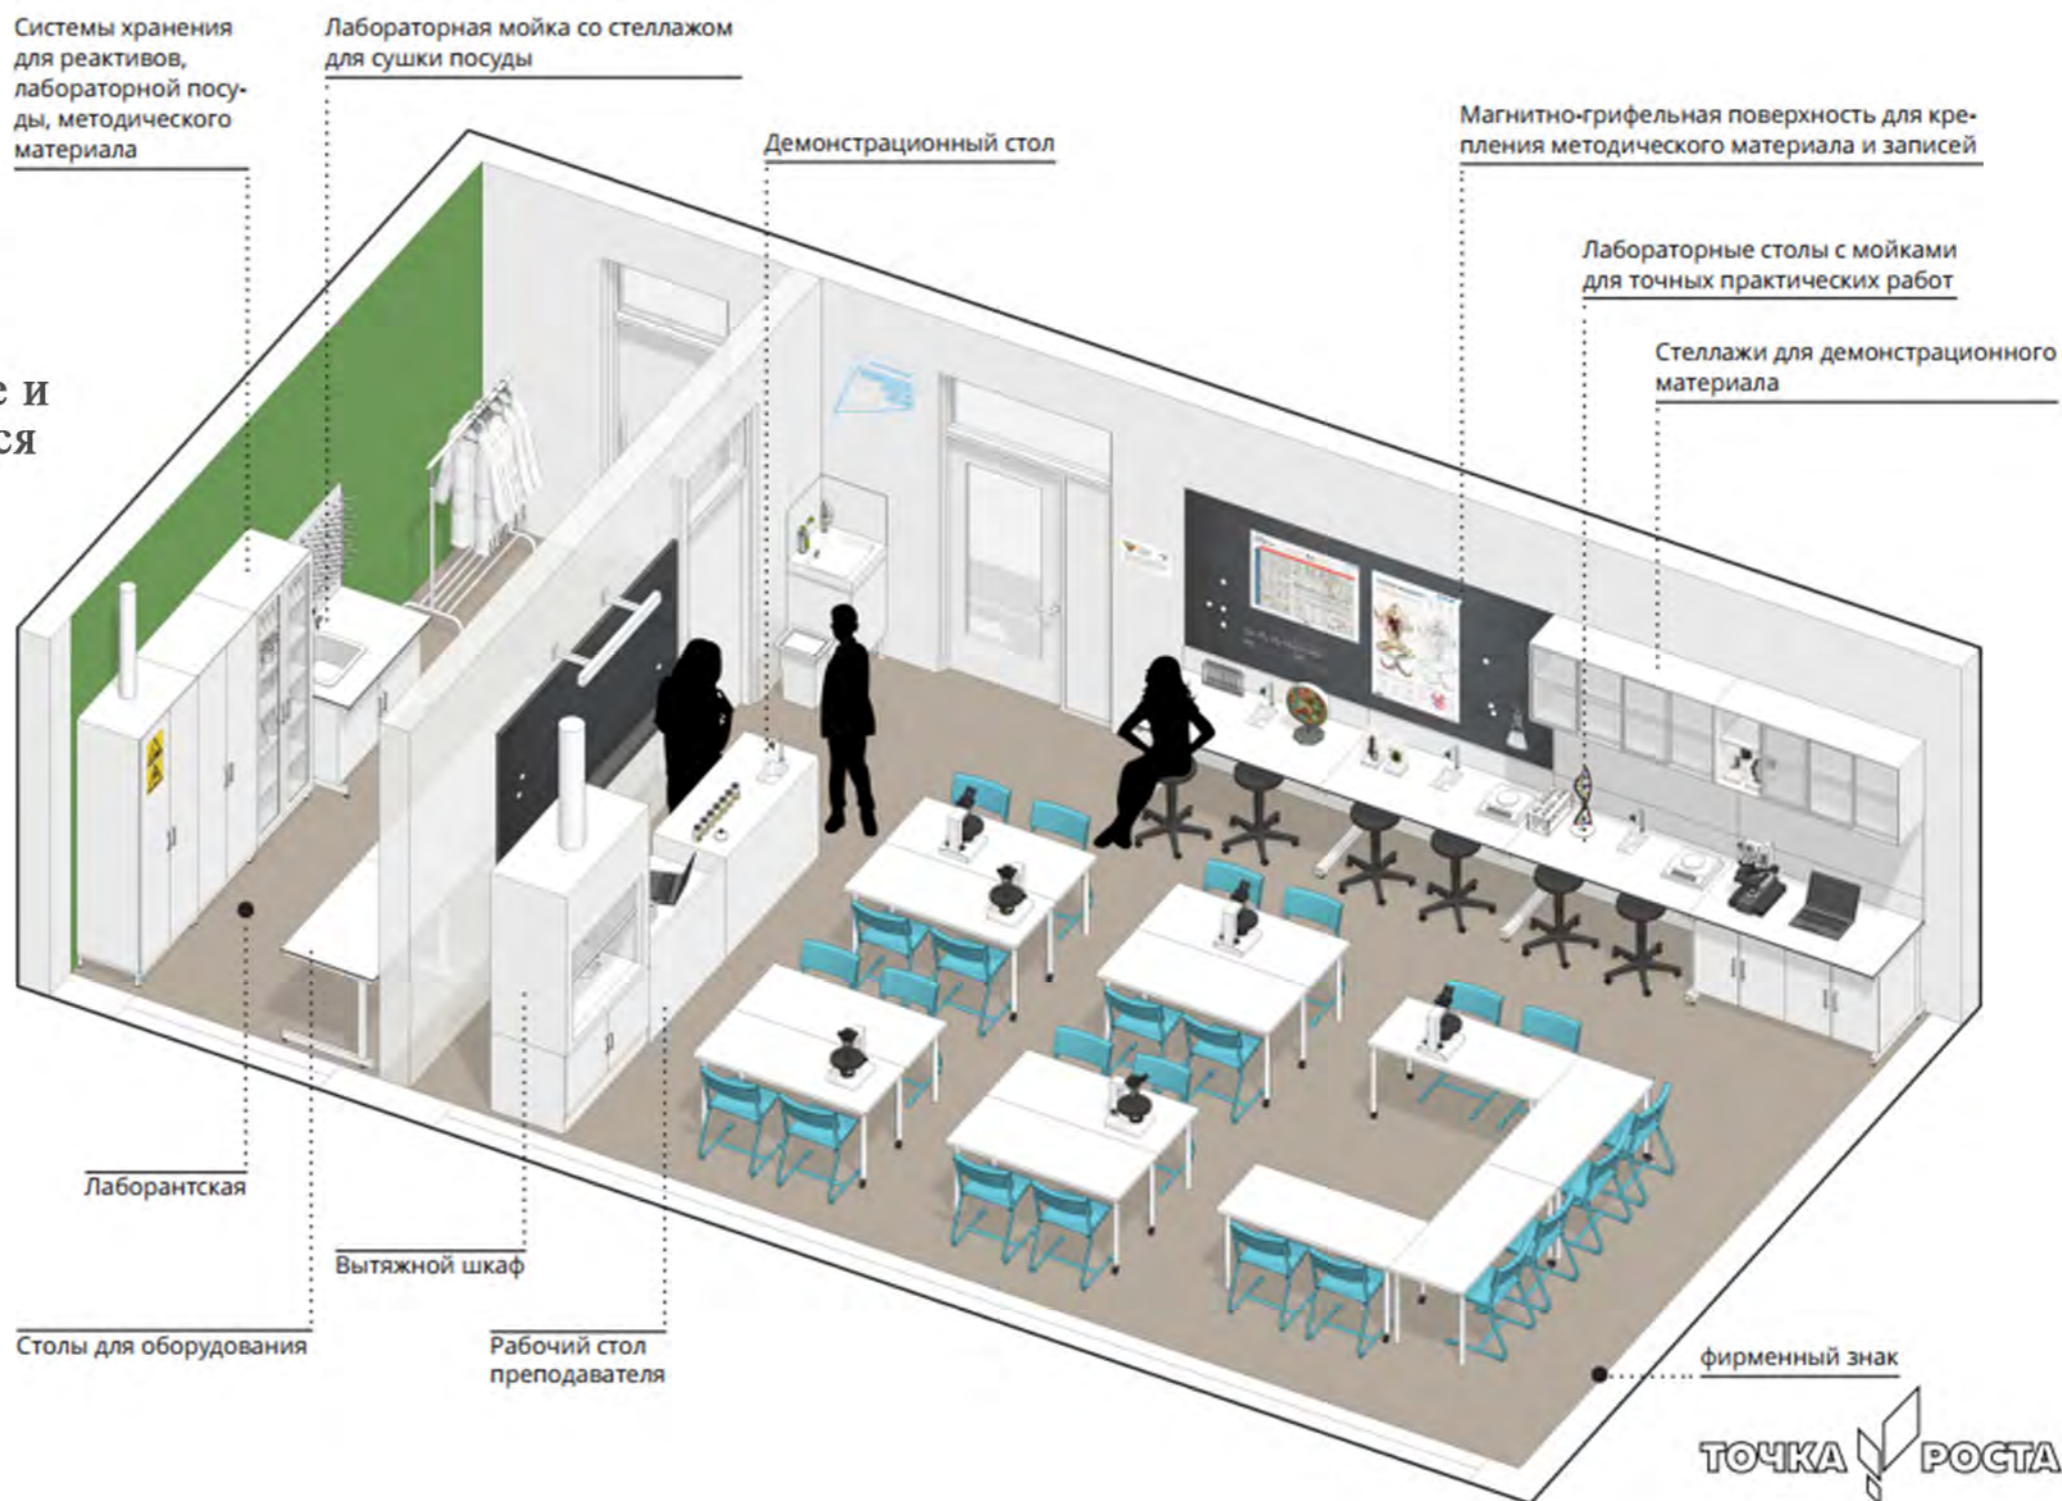 Системы хранения
для реактивов,
лабораторной посу-
ды, методического
материала
Лабораторная мойка со стеллажом
для сушки посуды
Демонстрационный стол
Магнитно-грифельная поверхность для кре-
пления методического материала и записей
Лабораторные столы с мойками
для точных практических работ
Стеллажи для демонстрационного
материала
е и
ся
Лаборантская
Вытяжной шкаф
Столы для оборудования
Рабочий стол
преподавателя
фирменный знак
ТОЧКА РОСТА